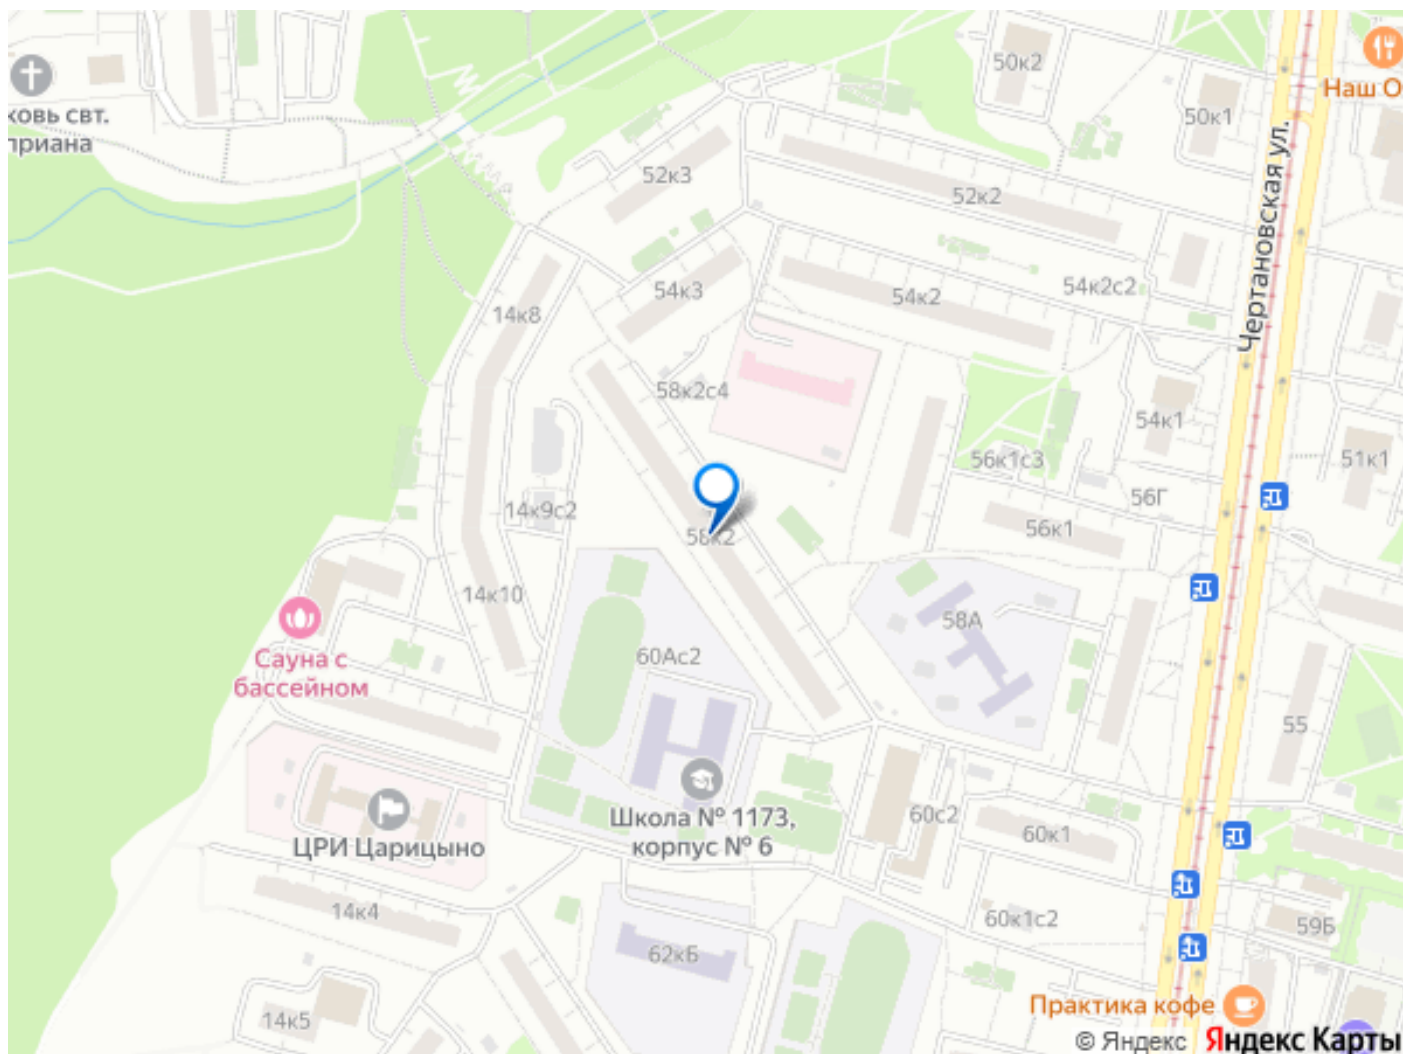 50к2
Наш О
50к1
ковь свт.
приана
Чертановская ул.
52к3
52к2
54к3
54к2
54к2с2
14к8
58к2с4
54к1
56к1с3
51к1
56Г
14к9с2
58к2
56к1
14к10
58А
60Ас2
Сауна с
бассейном
55
Школа № 1173,
корпус № 6
60с2
60к1
ЦРИ Царицыно
14к4
60к1с2
59Б
62кБ
14к5
Практика кофе
© Яндекс Яндекс Карты